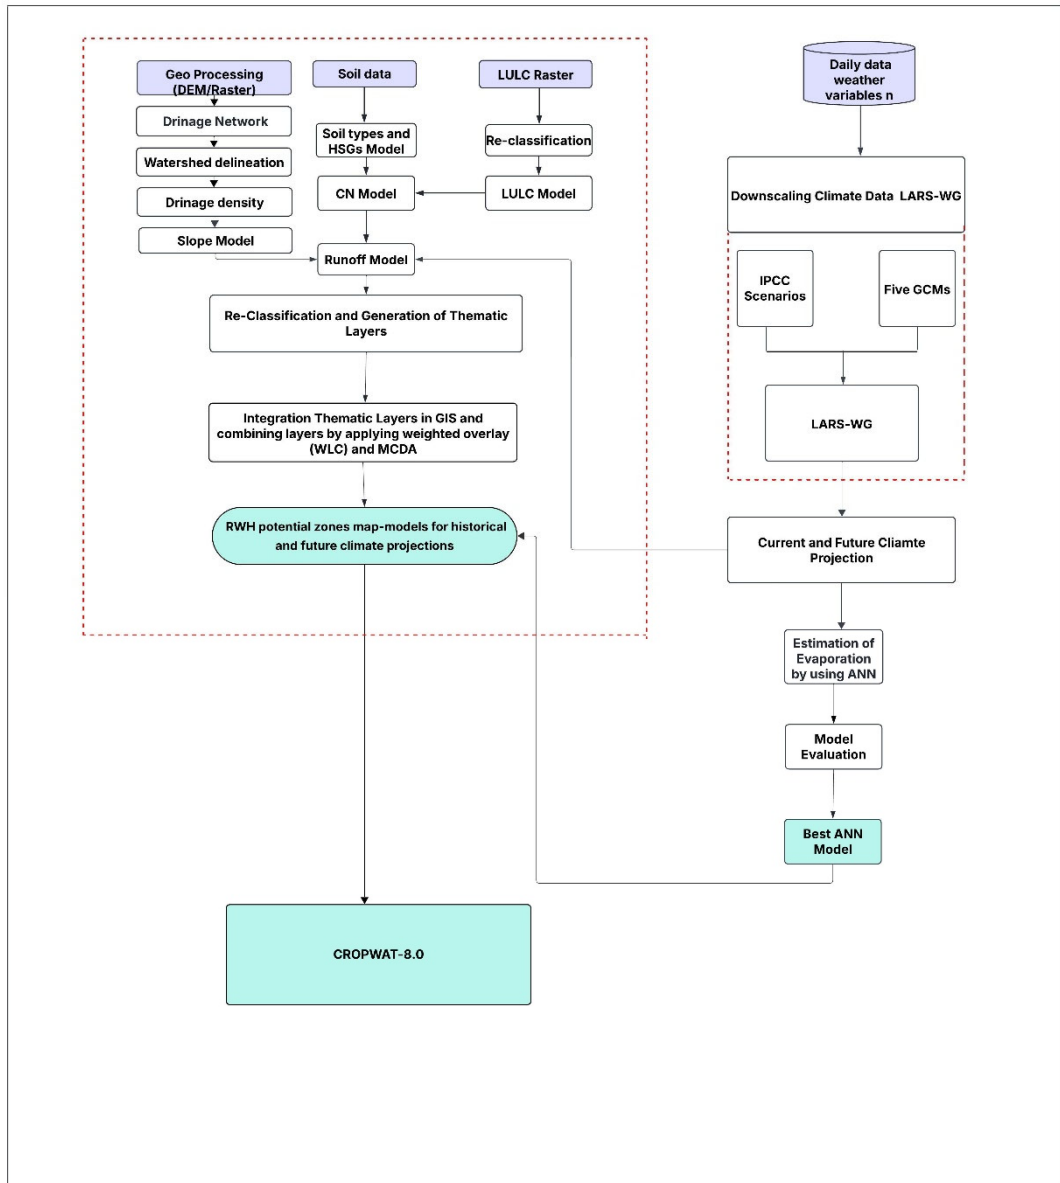 Geo Processing
(DEM/Raster)
Drinage Network
Watershed delineation
Drinage density
Slope Model
Soil data
Soil types and
HSGs Model
CN Model
LULC Raster
Re-classification
LULC Model
Runoff Model
Re-Classification and Generation of Thematic
Layers
Integration Thematic Layers in GIS and
combining layers by applying weighted overlay
(WLC) and MCDA
RWH potential zones map-models for historical
and future climate projections
CROPWAT-8.0
Daily data
weather
variables n
Downscaling Climate Data LARS-WG
IPCC
Scenarios
Five GCMs
LARS-WG
Current and Future Cliamte
Projection
Estimation of
Evaporation
by using ANN
Model
Evaluation
Best ANN
Model